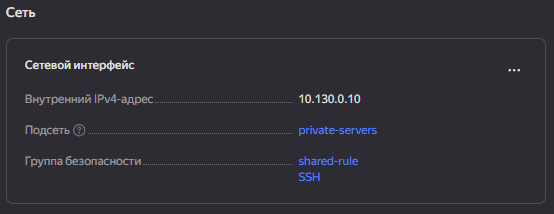 Сеть
Сетевой интерфейс
Внутренний IPv4-адрес 10.130.0.10
Подсеть private-servers
Группа безопасности shared-rule
SSH